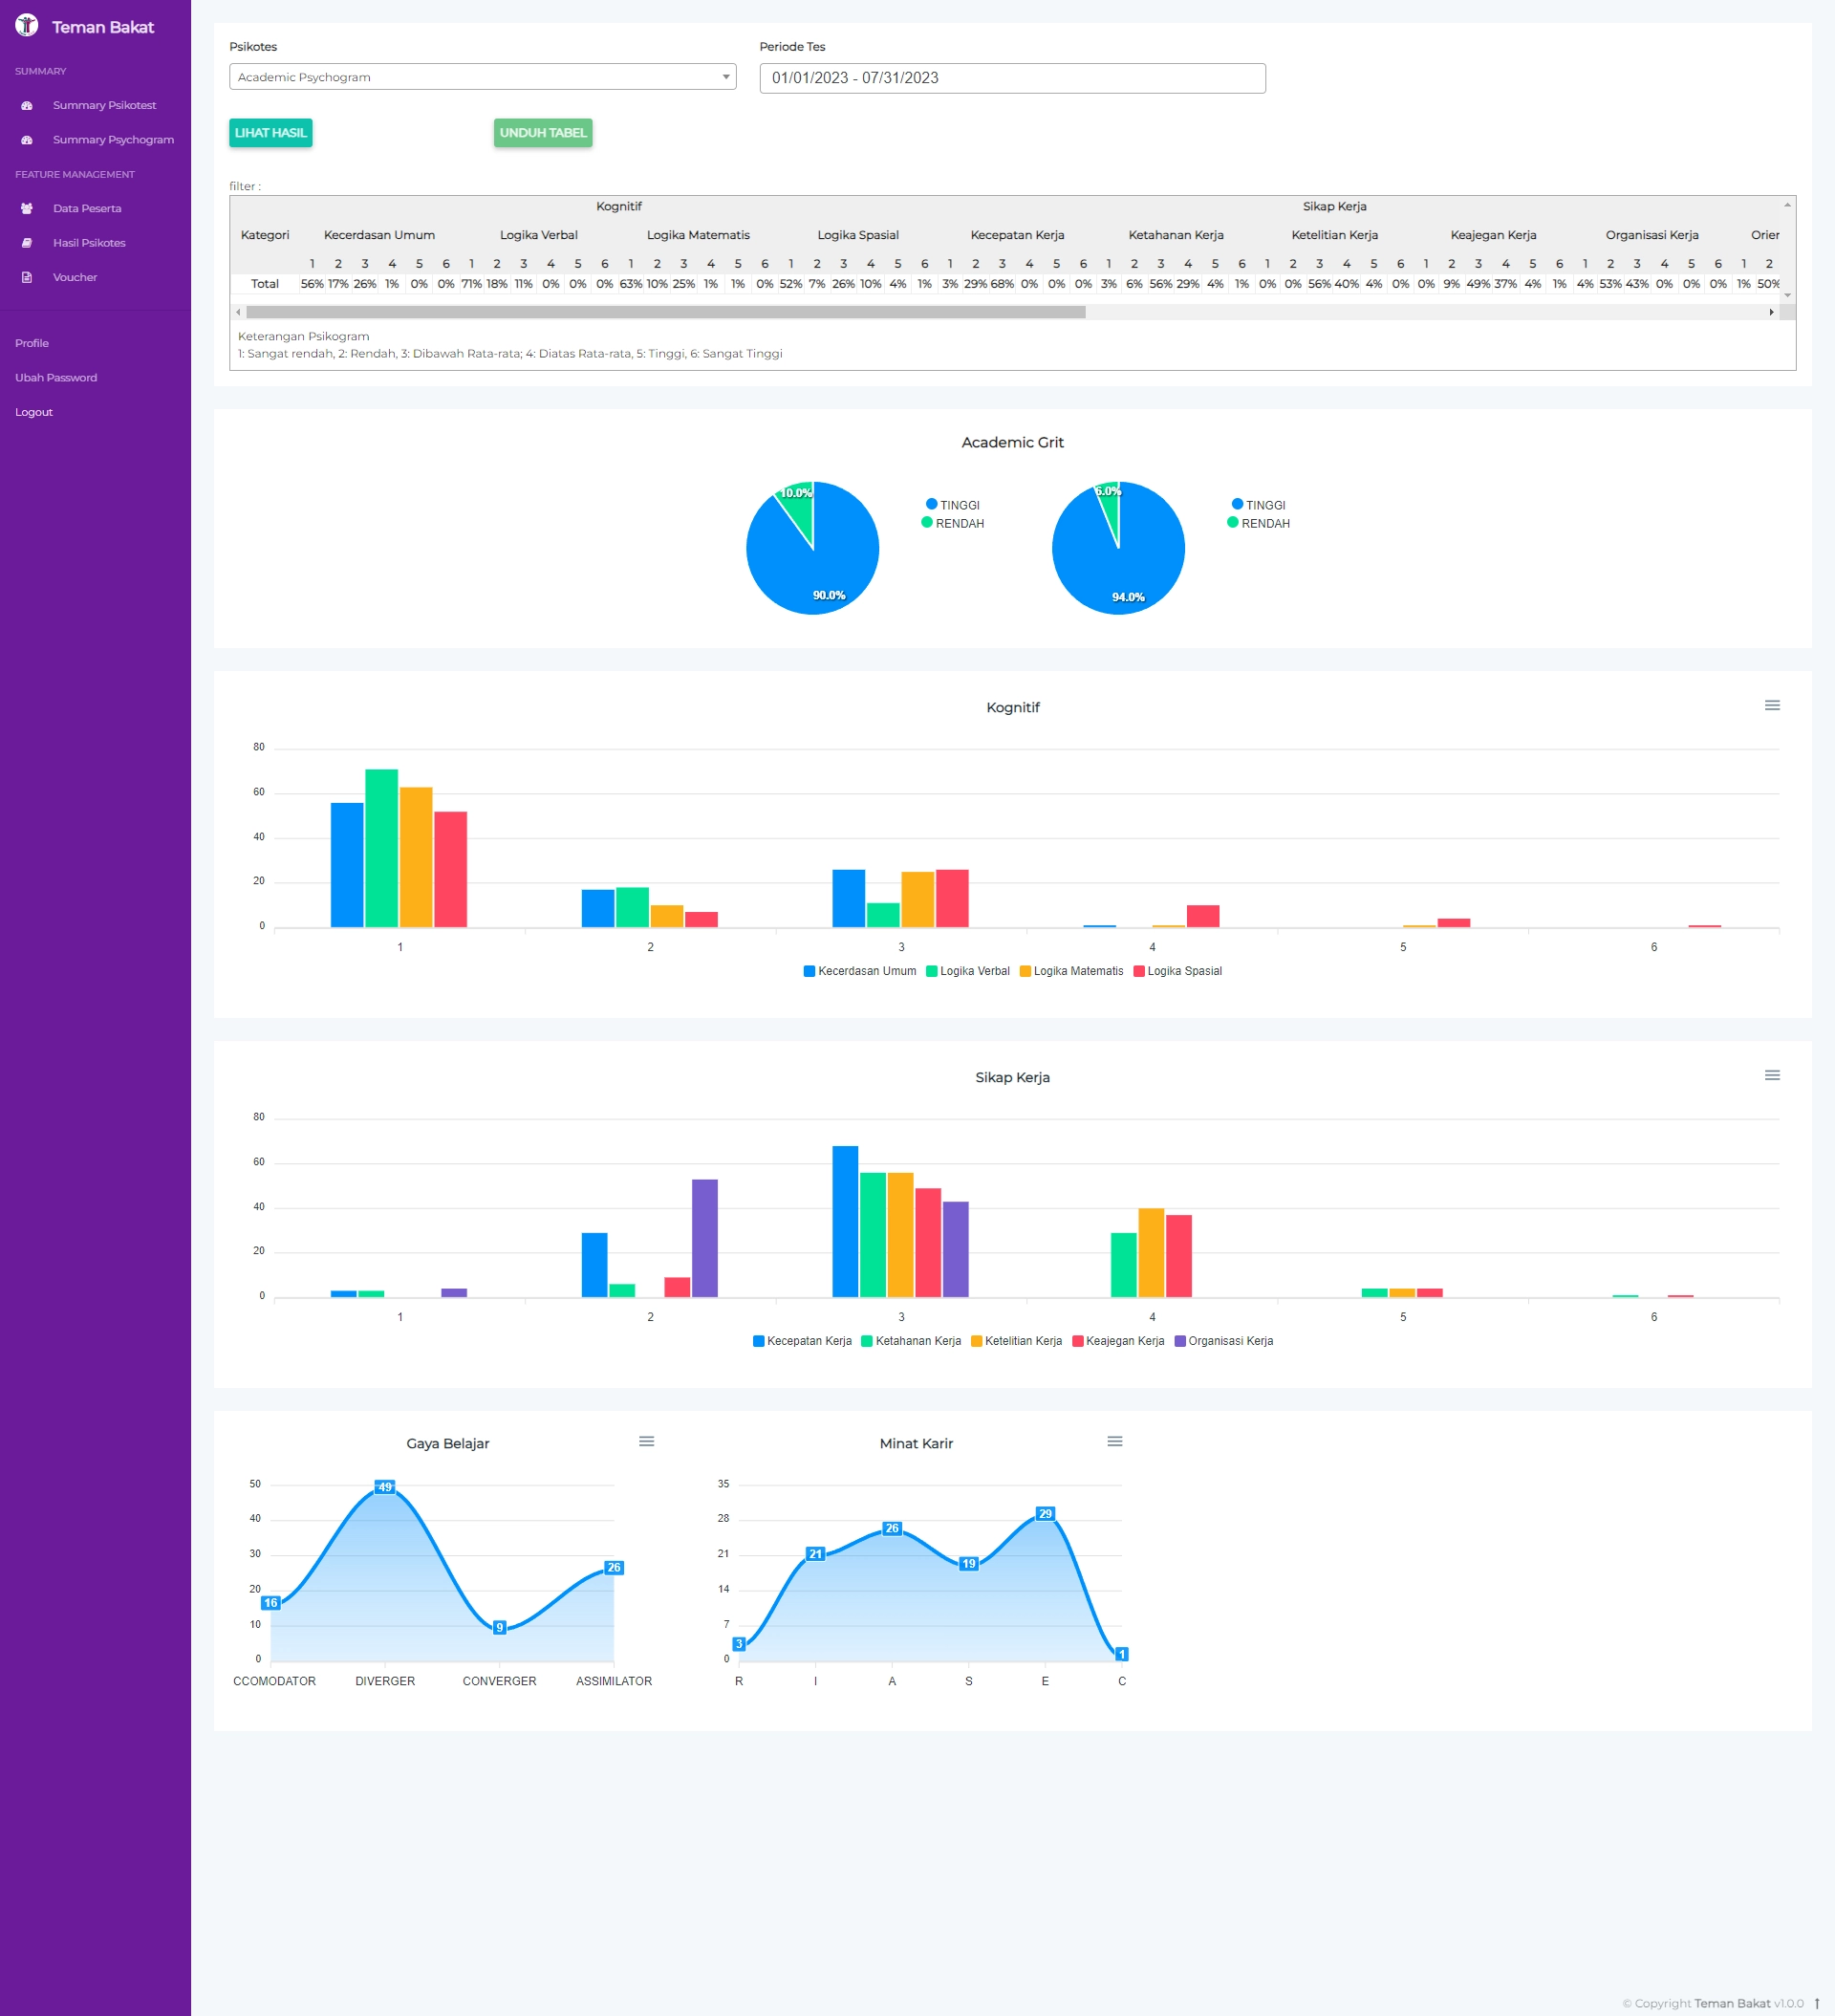 Teman Bakat
SUMMARY
Summary Psikotest
Summary Psychogram
FEATURE MANAGEMENT
Data Peserta
Hasil Psikotes
Voucher
Profile
Ubah Password
Logout
Psikotes
Periode Tes
Academic Psychogram
01/01/2023 - 07/31/2023
LIHAT HASIL
UNDUH TABEL
filter :
Kognitif Sikap Kerja
Kategori Kecerdasan Umum Logika Verbal Logika Matematis Logika Spasial Kecepatan Kerja Ketahanan Kerja Ketelitian Kerja Keajegan Kerja Organisasi Kerja Orier
1 2 3 4 5 6 1 2 3 4 5 6 1 2 3 4 5 6 1 2 3 4 5 6 1 2 3 4 5 6 1 2 3 4 5 6 1 2 3 4 5 6 1 2 3 4 5 6 1 2 3 4 5 6 1 2
Total 56% 17% 26% 1% 0% 0% 71% 18% 11% 0% 0% 0% 63% 10% 25% 1% 1% 0% 52% 7% 26% 10% 4% 1% 3% 29% 68% 0% 0% 0% 3% 6% 56% 29% 4% 1% 0% 0% 56% 40% 4% 0% 0% 9% 49% 37% 4% 1% 4% 53% 43% 0% 0% 0% 1% 50%
Keterangan Psikogram
1: Sangat rendah, 2: Rendah, 3: Dibawah Rata-rata; 4: Diatas Rata-rata, 5: Tinggi, 6: Sangat Tinggi
Academic Grit
10.0%
90.0%
TINGGI
RENDAH
6.0%
94.0%
TINGGI
RENDAH
Kognitif
80
60
40
20
0
1 2 3 4 5 6
Kecerdasan Umum Logika Verbal Logika Matematis Logika Spasial
Sikap Kerja
80
60
40
20
0
1 2 3 4 5 6
Kecepatan Kerja Ketahanan Kerja Ketelitian Kerja Keajegan Kerja Organisasi Kerja
Gaya Belajar
50
40
30
20
10
0
16
49
9
26
CCOMODATOR DIVERGER CONVERGER ASSIMILATOR
Minat Karir
35
28
21
14
7
0
3
21
26
19
29
1
R I A S E C
© Copyright Teman Bakat v1.0.0